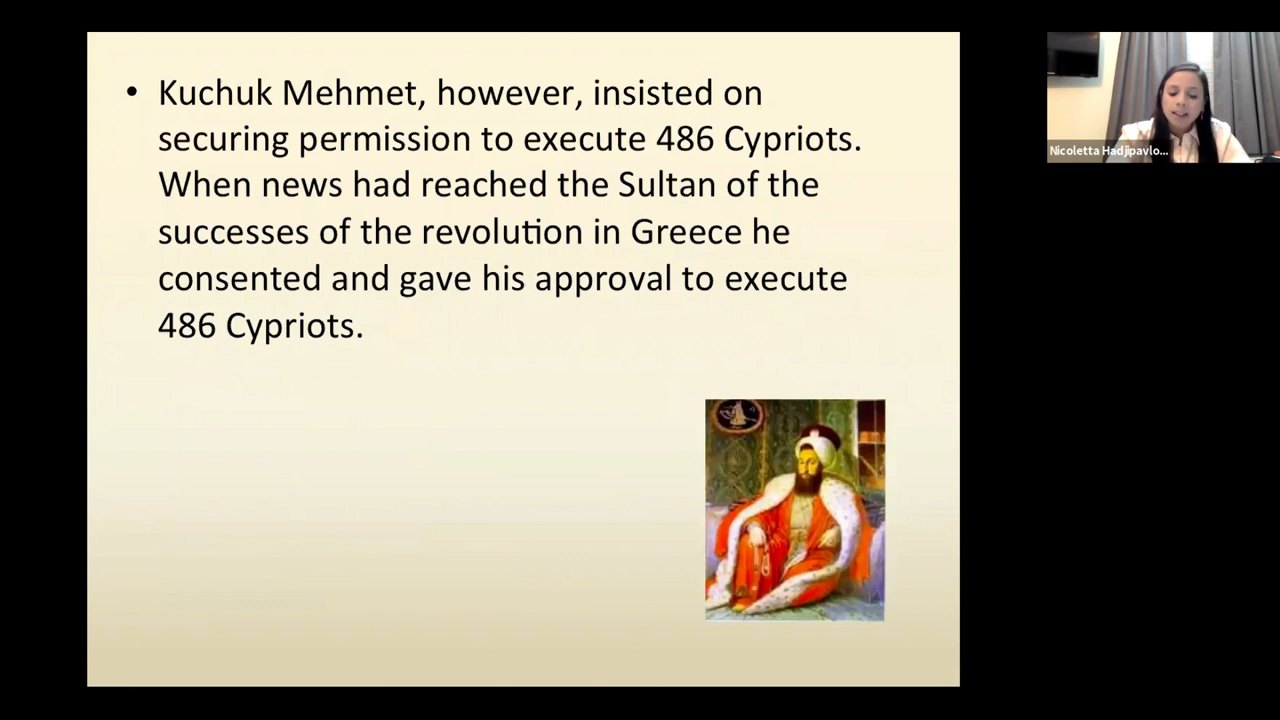 • Kuchuk Mehmet, however, insisted on
securing permission to execute 486 Cypriots.
When news had reached the Sultan of the
successes of the revolution in Greece he
consented and gave his approval to execute
486 Cypriots.
Nicoletta Hadjipavlo...